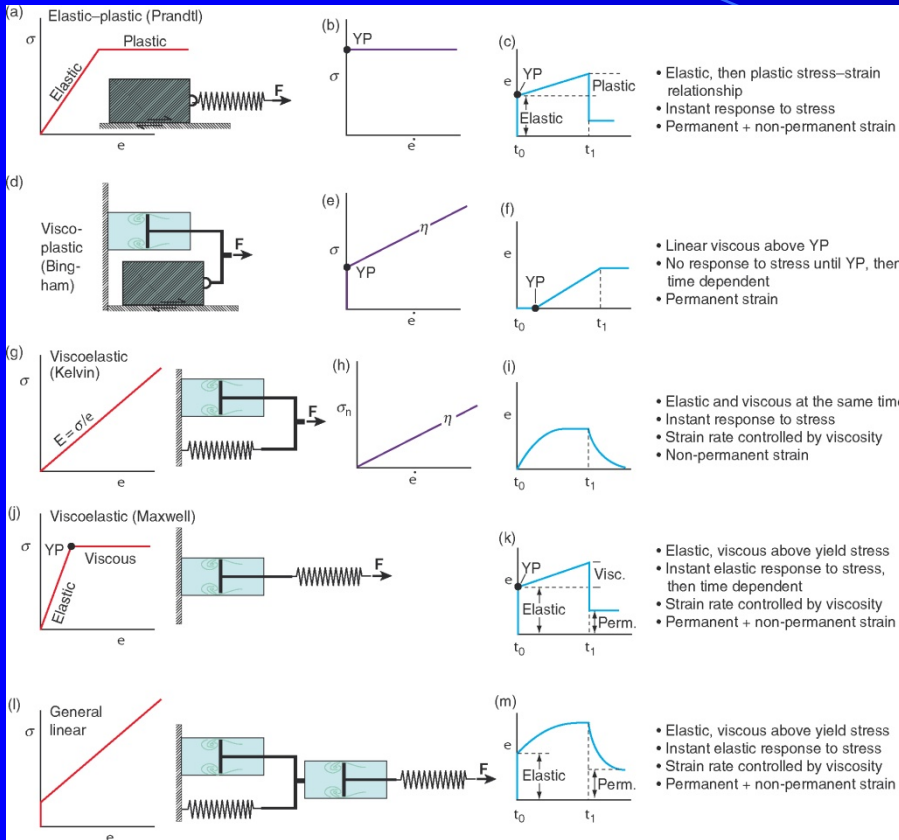 (a)
Elastic–plastic (Prandtl)
σ
Plastic
Elastic
F
e
(b)
YP
σ
ė
(c)
e
YP
Plastic
Elastic
t0
t1
• Elastic, then plastic stress–strain
relationship
• Instant response to stress
• Permanent + non-permanent strain
(d)
Visco-
plastic
(Bing-
ham)
F
(e)
σ
η
YP
ė
(f)
e
YP
t0
t1
• Linear viscous above YP
• No response to stress until YP, then
time dependent
• Permanent strain
(g)
Viscoelastic
(Kelvin)
σ
E = σ/e
e
F
(h)
σn
η
ė
(i)
e
t0
t1
• Elastic and viscous at the same time
• Instant response to stress
• Strain rate controlled by viscosity
• Non-permanent strain
(j)
Viscoelastic (Maxwell)
σ
YP
Viscous
Elastic
e
F
(k)
YP
e
Visc.
Elastic
Perm.
t0
t1
• Elastic, viscous above yield stress
• Instant elastic response to stress,
then time dependent
• Strain rate controlled by viscosity
• Permanent + non-permanent strain
(l)
General
linear
σ
e
F
(m)
e
Elastic
Perm.
t0
t1
• Elastic, viscous above yield stress
• Instant elastic response to stress
• Strain rate controlled by viscosity
• Permanent + non-permanent strain